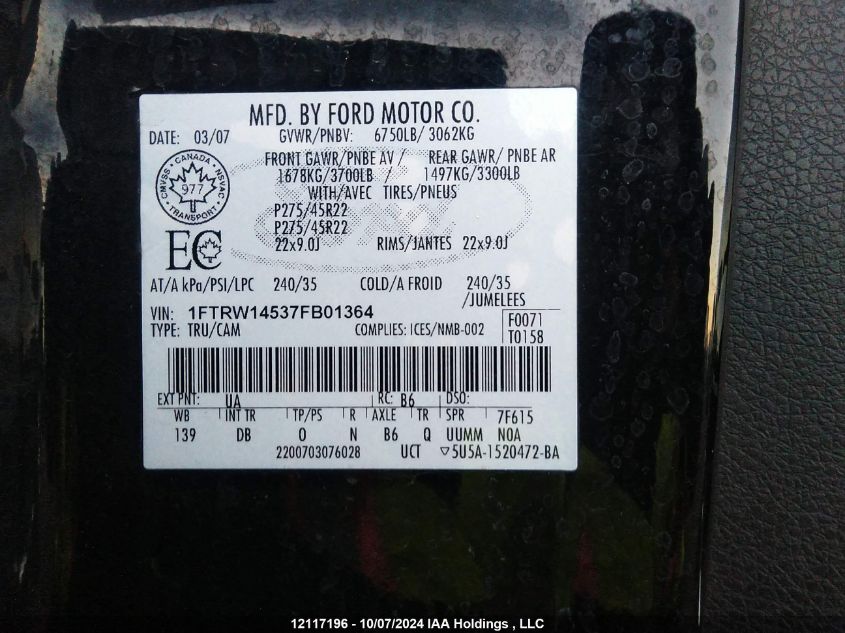 MFD. BY FORD MOTOR CO.
DATE: 03/07 GVWR/PNBV: 6750LB/ 3062KG
FRONT GAWR/PNBE AV / REAR GAWR/ PNBE AR
1678KG/3700LB / 1497KG/3300LB
WITH/AVEC TIRES/PNEUS
P275/45R22
P275/45R22
22x9.0J RIMS/JANTES 22x9.0J
CANADA
CMVSS NSVAC
977
TRANSPORT
EC
AT/A kPa/PSI/LPC 240/35 COLD/A FROID 240/35
/JUMELEES
VIN: 1FTRW14537FB01364
TYPE: TRU/CAM COMPLIES: ICES/NMB-002
F0071
T0158
EXT PNT: UA RC: B6 DSO:
WB INT TR TP/PS R AXLE TR SPR 7F615
139 DB O N B6 Q UUMM NOA
2200703076028 UCT ▽5U5A-1520472-BA
12117196 - 10/07/2024 IAA Holdings , LLC